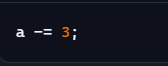 a -= 3;